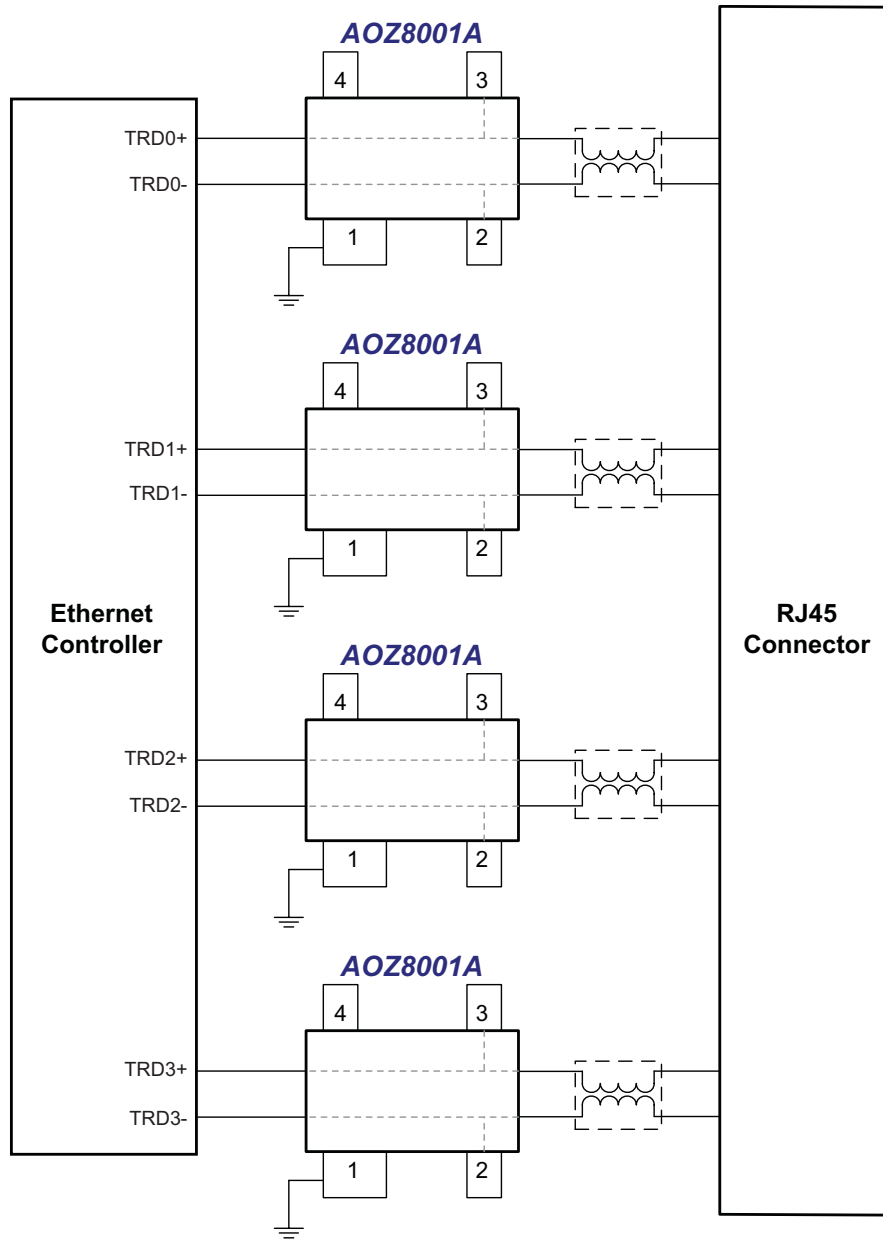 AOZ8001A
4
3
TRD0+
TRD0-
1
2
AOZ8001A
4
3
TRD1+
TRD1-
1
2
Ethernet
Controller
RJ45
Connector
AOZ8001A
4
3
TRD2+
TRD2-
1
2
AOZ8001A
4
3
TRD3+
TRD3-
1
2